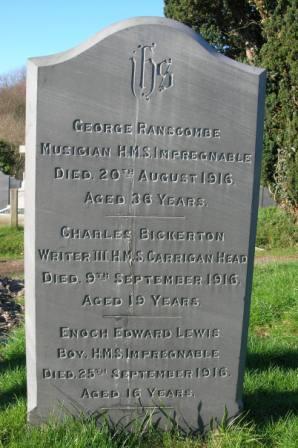 IHS
GEORGE RANSCOMBE
MUSICIAN H.M.S. IMPREGNABLE
DIED. 20TH AUGUST 1916.
AGED 36 YEARS.
CHARLES BICKERTON
WRITER III H.M.S. CARRIGAN HEAD
DIED. 9TH SEPTEMBER 1916.
AGED 19 YEARS
ENOCH EDWARD LEWIS
BOY. H.M.S. IMPREGNABLE
DIED. 25TH SEPTEMBER 1916.
AGED 16 YEARS.